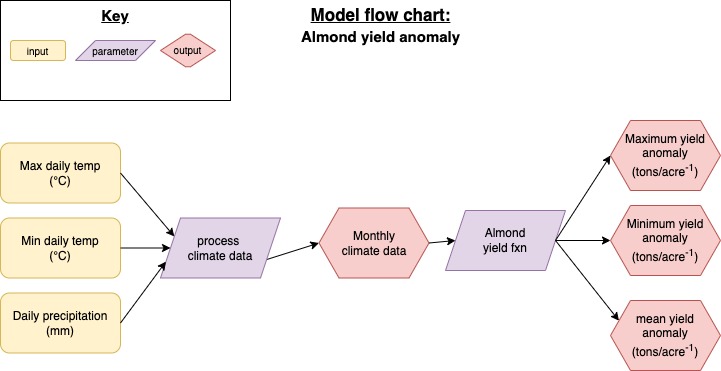 Key
input
parameter
output
Model flow chart:
Almond yield anomaly
Max daily temp
(°C)
Min daily temp
(°C)
Daily precipitation
(mm)
process
climate data
Monthly
climate data
Almond
yield fxn
Maximum yield
anomaly
(tons/acre⁻¹)
Minimum yield
anomaly
(tons/acre⁻¹)
mean yield
anomaly
(tons/acre⁻¹)